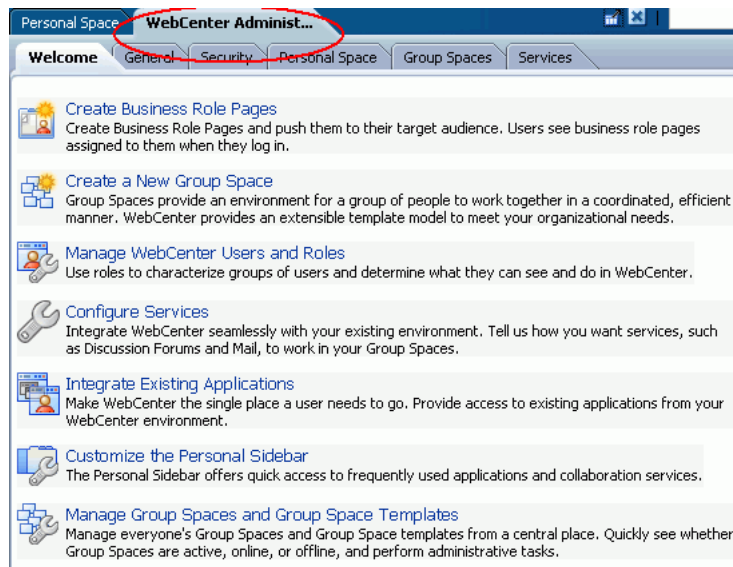 Personal Space WebCenter Administ...
Welcome General Security Personal Space Group Spaces Services
Create Business Role Pages
Create Business Role Pages and push them to their target audience. Users see business role pages
assigned to them when they log in.
Create a New Group Space
Group Spaces provide an environment for a group of people to work together in a coordinated, efficient
manner. WebCenter provides an extensible template model to meet your organizational needs.
Manage WebCenter Users and Roles
Use roles to characterize groups of users and determine what they can see and do in WebCenter.
Configure Services
Integrate WebCenter seamlessly with your existing environment. Tell us how you want services, such
as Discussion Forums and Mail, to work in your Group Spaces.
Integrate Existing Applications
Make WebCenter the single place a user needs to go. Provide access to existing applications from your
WebCenter environment.
Customize the Personal Sidebar
The Personal Sidebar offers quick access to frequently used applications and collaboration services.
Manage Group Spaces and Group Space Templates
Manage everyone's Group Spaces and Group Space templates from a central place. Quickly see whether
Group Spaces are active, online, or offline, and perform administrative tasks.